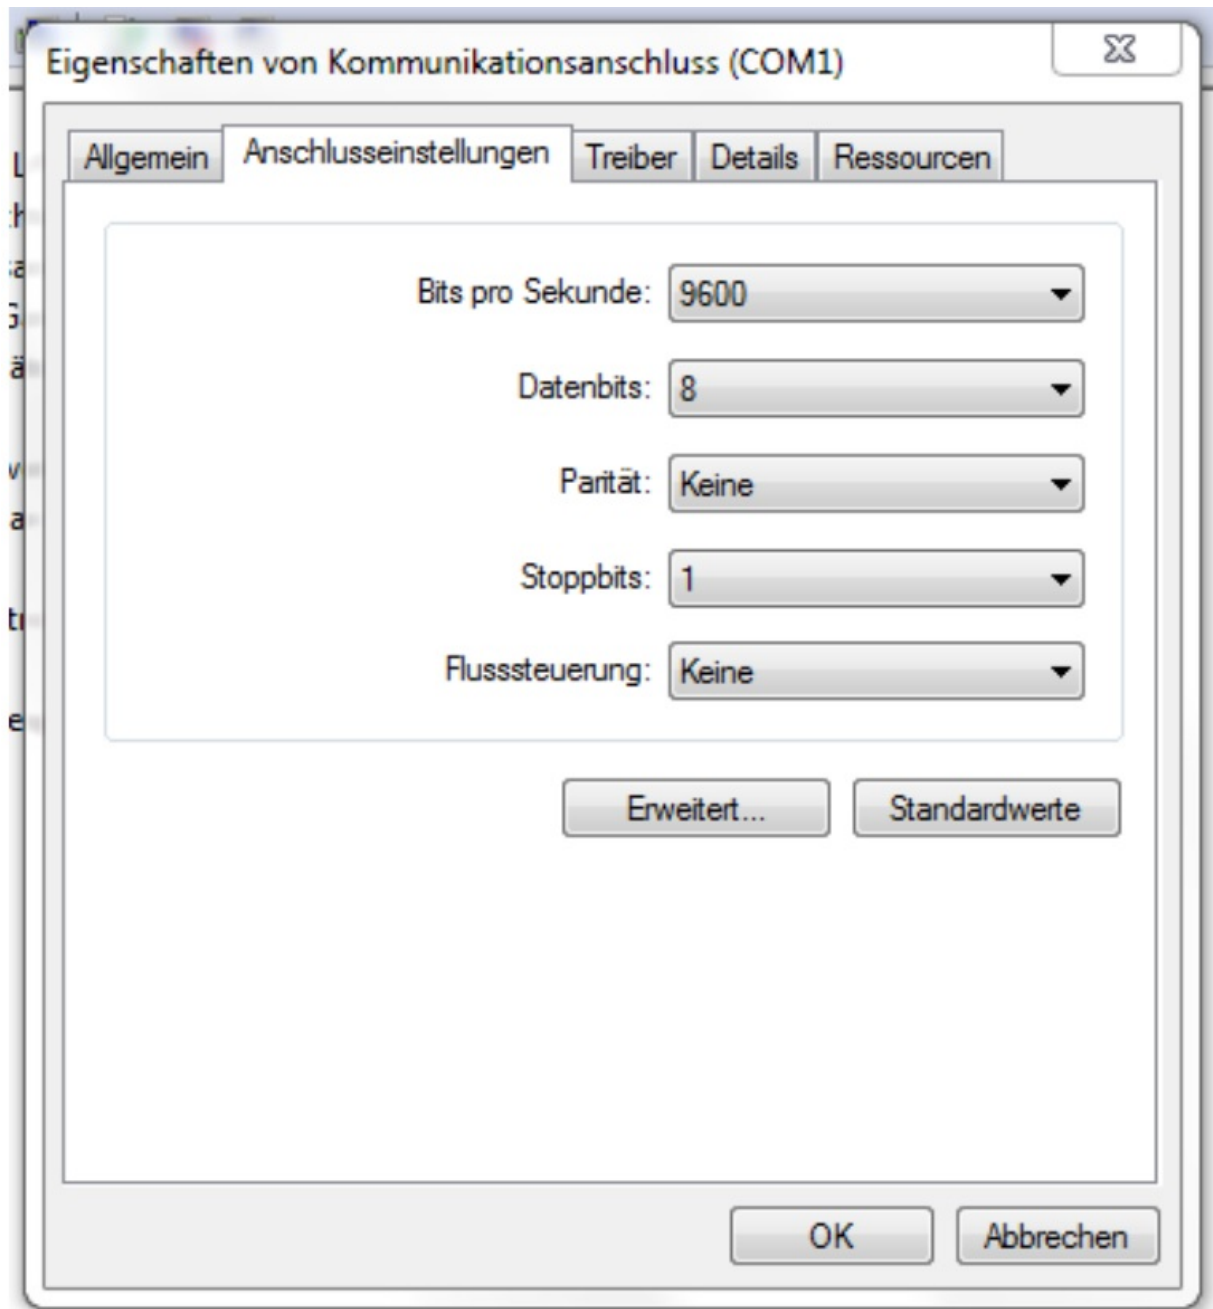 Eigenschaften von Kommunikationsanschluss (COM1)
Allgemein Anschlusseinstellungen Treiber Details Ressourcen
Bits pro Sekunde: 9600
Datenbits: 8
Parität: Keine
Stoppbits: 1
Flusssteuerung: Keine
Erweitert... Standardwerte
OK Abbrechen